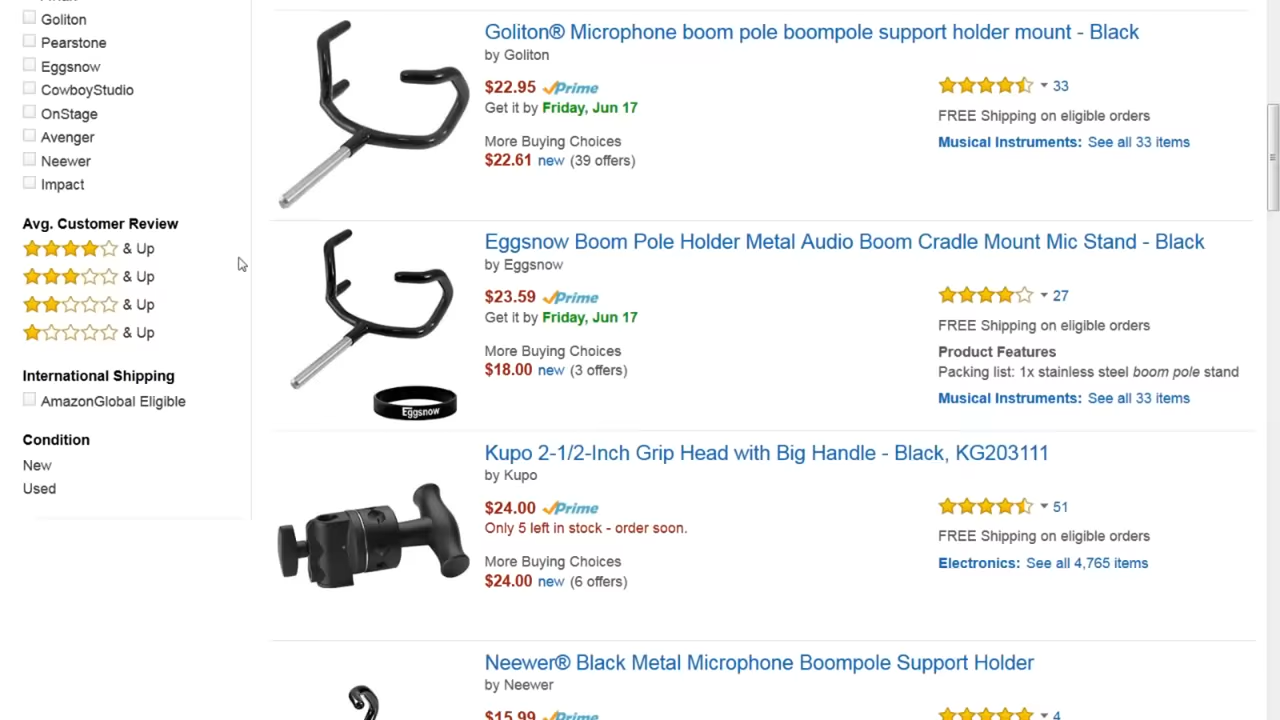 Goliton
Pearstone
Eggsnow
CowboyStudio
OnStage
Avenger
Neewer
Impact
Avg. Customer Review
& Up
& Up
& Up
& Up
International Shipping
AmazonGlobal Eligible
Condition
New
Used
Goliton® Microphone boom pole boompole support holder mount - Black
by Goliton
$22.95 Prime
Get it by Friday, Jun 17
More Buying Choices
$22.61 new (39 offers)
33
FREE Shipping on eligible orders
Musical Instruments: See all 33 items
Eggsnow Boom Pole Holder Metal Audio Boom Cradle Mount Mic Stand - Black
by Eggsnow
$23.59 Prime
Get it by Friday, Jun 17
More Buying Choices
$18.00 new (3 offers)
Eggsnow
27
FREE Shipping on eligible orders
Product Features
Packing list: 1x stainless steel boom pole stand
Musical Instruments: See all 33 items
Kupo 2-1/2-Inch Grip Head with Big Handle - Black, KG203111
by Kupo
$24.00 Prime
Only 5 left in stock - order soon.
More Buying Choices
$24.00 new (6 offers)
51
FREE Shipping on eligible orders
Electronics: See all 4,765 items
Neewer® Black Metal Microphone Boompole Support Holder
by Neewer
$15.99 Prime
4